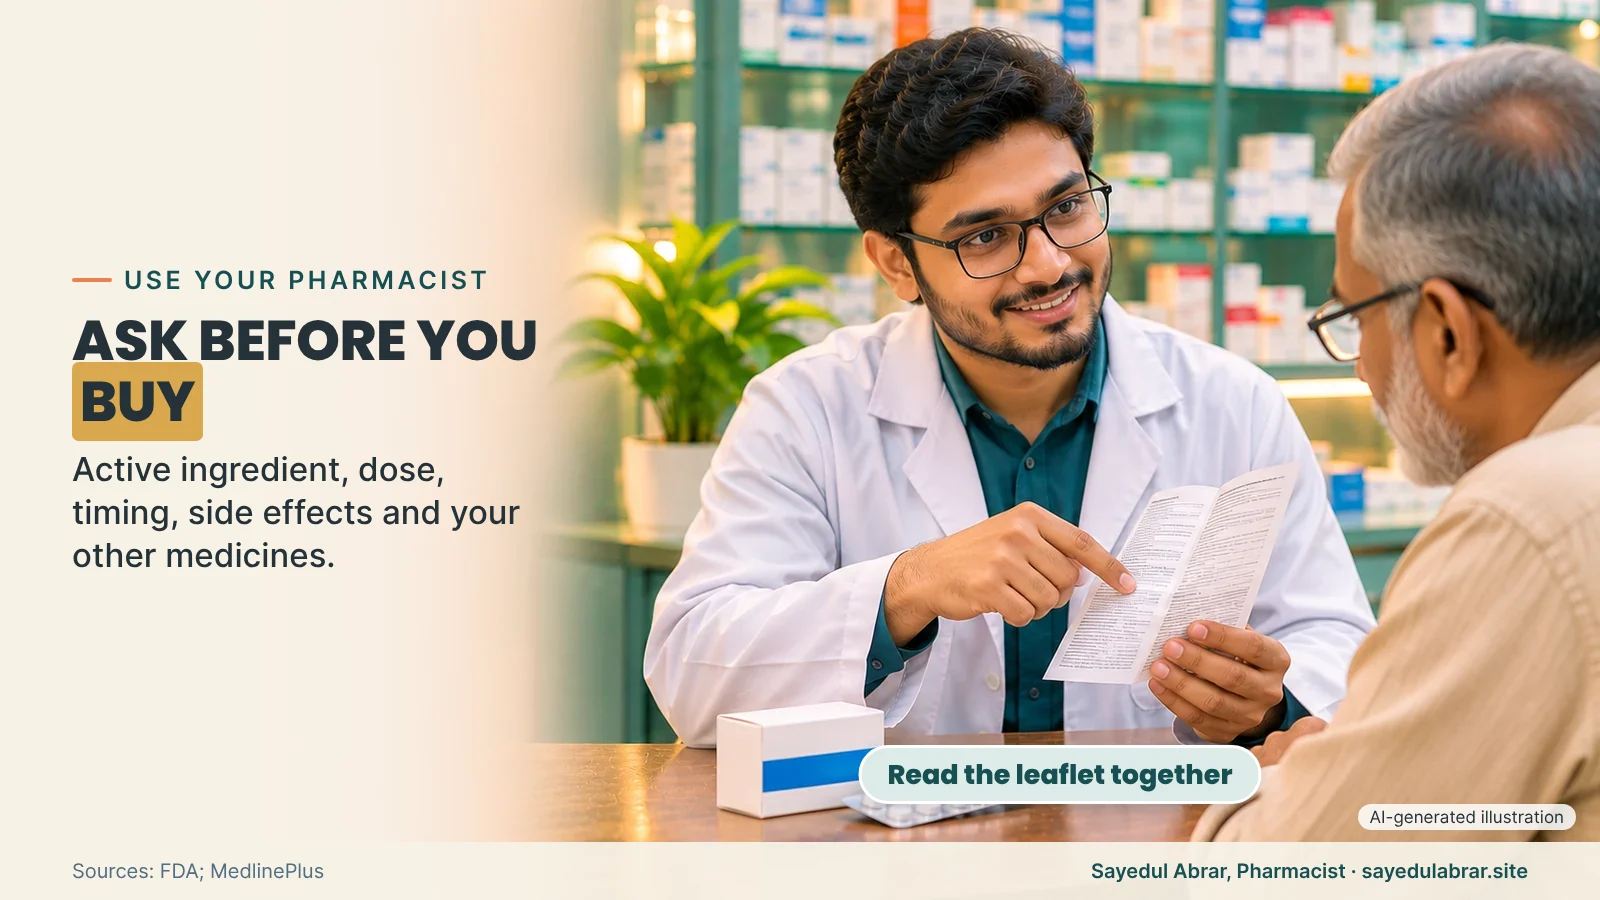 USE YOUR PHARMACIST
ASK BEFORE YOU
BUY
Active ingredient, dose,
timing, side effects and your
other medicines.
Read the leaflet together
AI-generated illustration
Sources: FDA; MedlinePlus
Sayedul Abrar, Pharmacist · sayedulabrar.site